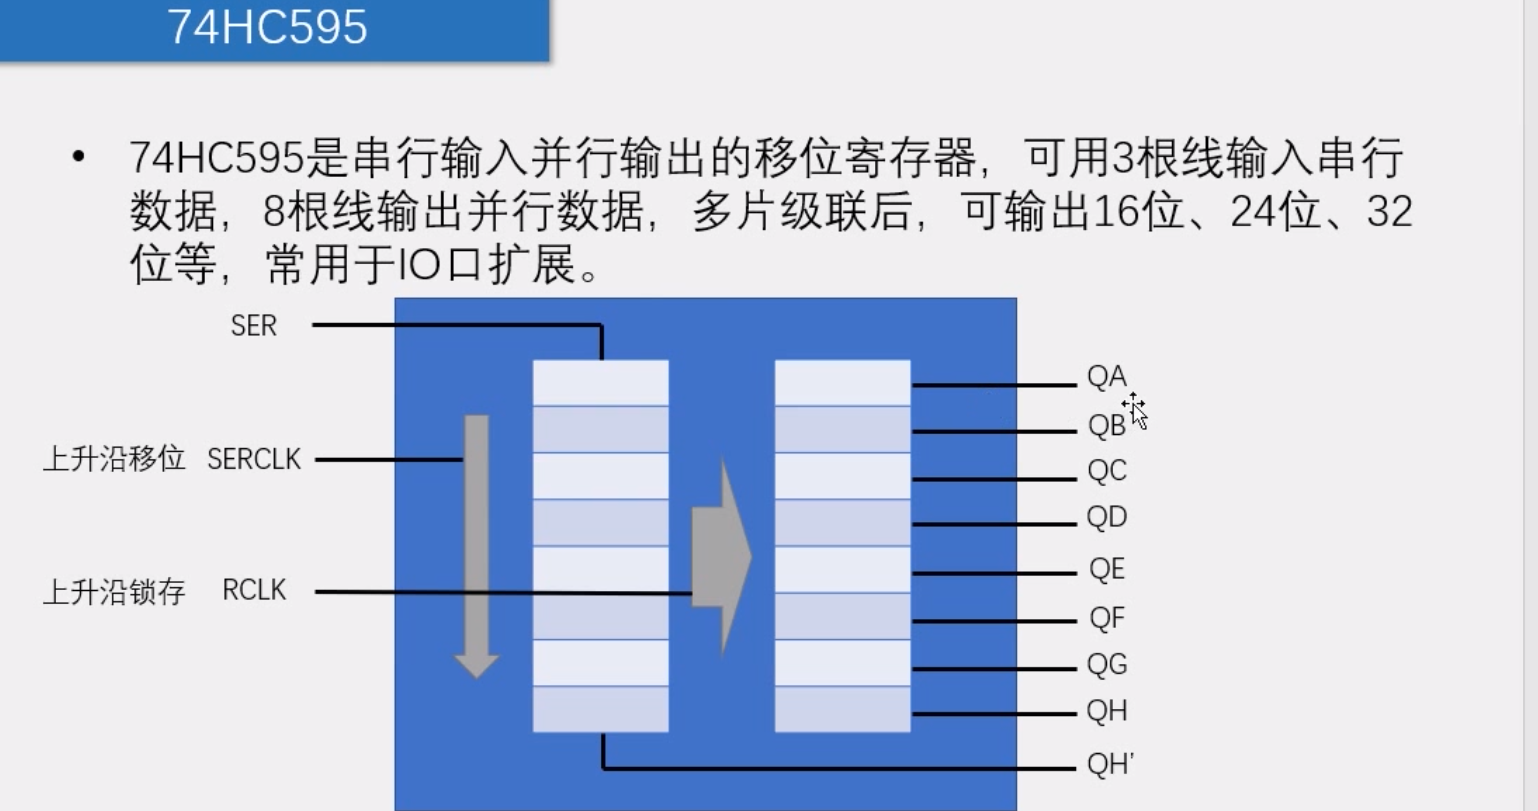 74HC595
• 74HC595是串行输入并行输出的移位寄存器，可用3根线输入串行
数据，8根线输出并行数据，多片级联后，可输出16位、24位、32
位等，常用于IO口扩展。
SER
QA
QB
上升沿移位 SERCLK
QC
QD
QE
上升沿锁存 RCLK
QF
QG
QH
QH'